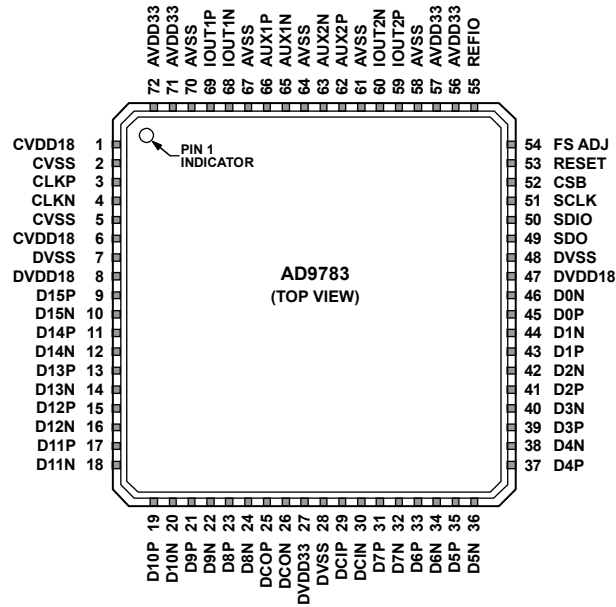 72 AVDD33
71 AVDD33
70 AVSS
69 IOUT1P
68 IOUT1N
67 AVSS
66 AUX1P
65 AUX1N
64 AVSS
63 AUX2N
62 AUX2P
61 AVSS
60 IOUT2N
59 IOUT2P
58 AVSS
57 AVDD33
56 AVDD33
55 REFIO
CVDD18 1
CVSS 2
CLKP 3
CLKN 4
CVSS 5
CVDD18 6
DVSS 7
DVDD18 8
D15P 9
D15N 10
D14P 11
D14N 12
D13P 13
D13N 14
D12P 15
D12N 16
D11P 17
D11N 18
PIN 1
INDICATOR
AD9783
(TOP VIEW)
54 FS ADJ
53 RESET
52 CSB
51 SCLK
50 SDIO
49 SDO
48 DVSS
47 DVDD18
46 D0N
45 D0P
44 D1N
43 D1P
42 D2N
41 D2P
40 D3N
39 D3P
38 D4N
37 D4P
D10P 19
D10N 20
D9P 21
D9N 22
D8P 23
D8N 24
DCOP 25
DCON 26
DVDD33 27
DVSS 28
DCIP 29
DCIN 30
D7P 31
D7N 32
D6P 33
D6N 34
D5P 35
D5N 36